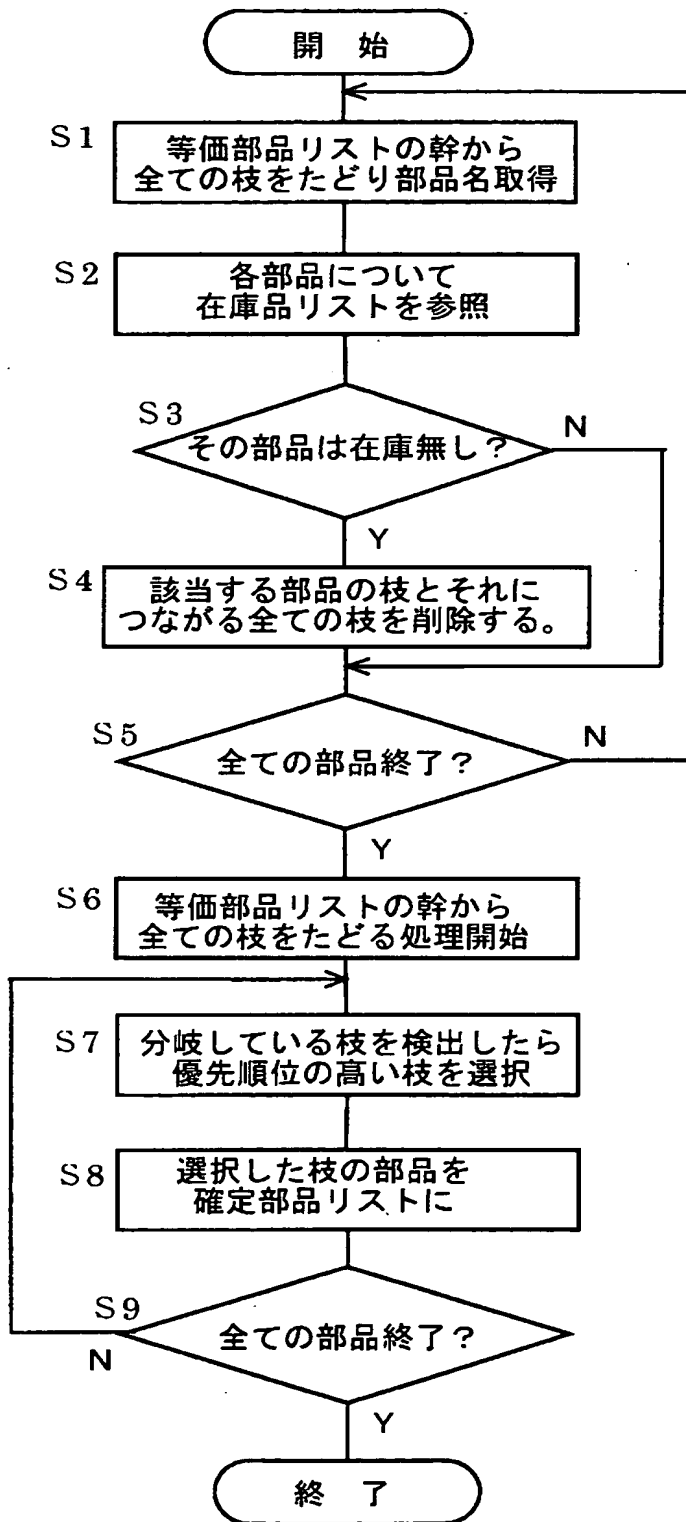 開 始
S1
等価部品リストの幹から
全ての枝をたどり部品名取得
S2
各部品について
在庫品リストを参照
S3
その部品は在庫無し？
N
Y
S4
該当する部品の枝とそれに
つながる全ての枝を削除する。
S5
全ての部品終了？
N
Y
S6
等価部品リストの幹から
全ての枝をたどる処理開始
S7
分岐している枝を検出したら
優先順位の高い枝を選択
S8
選択した枝の部品を
確定部品リストに
S9
全ての部品終了？
N
Y
終 了